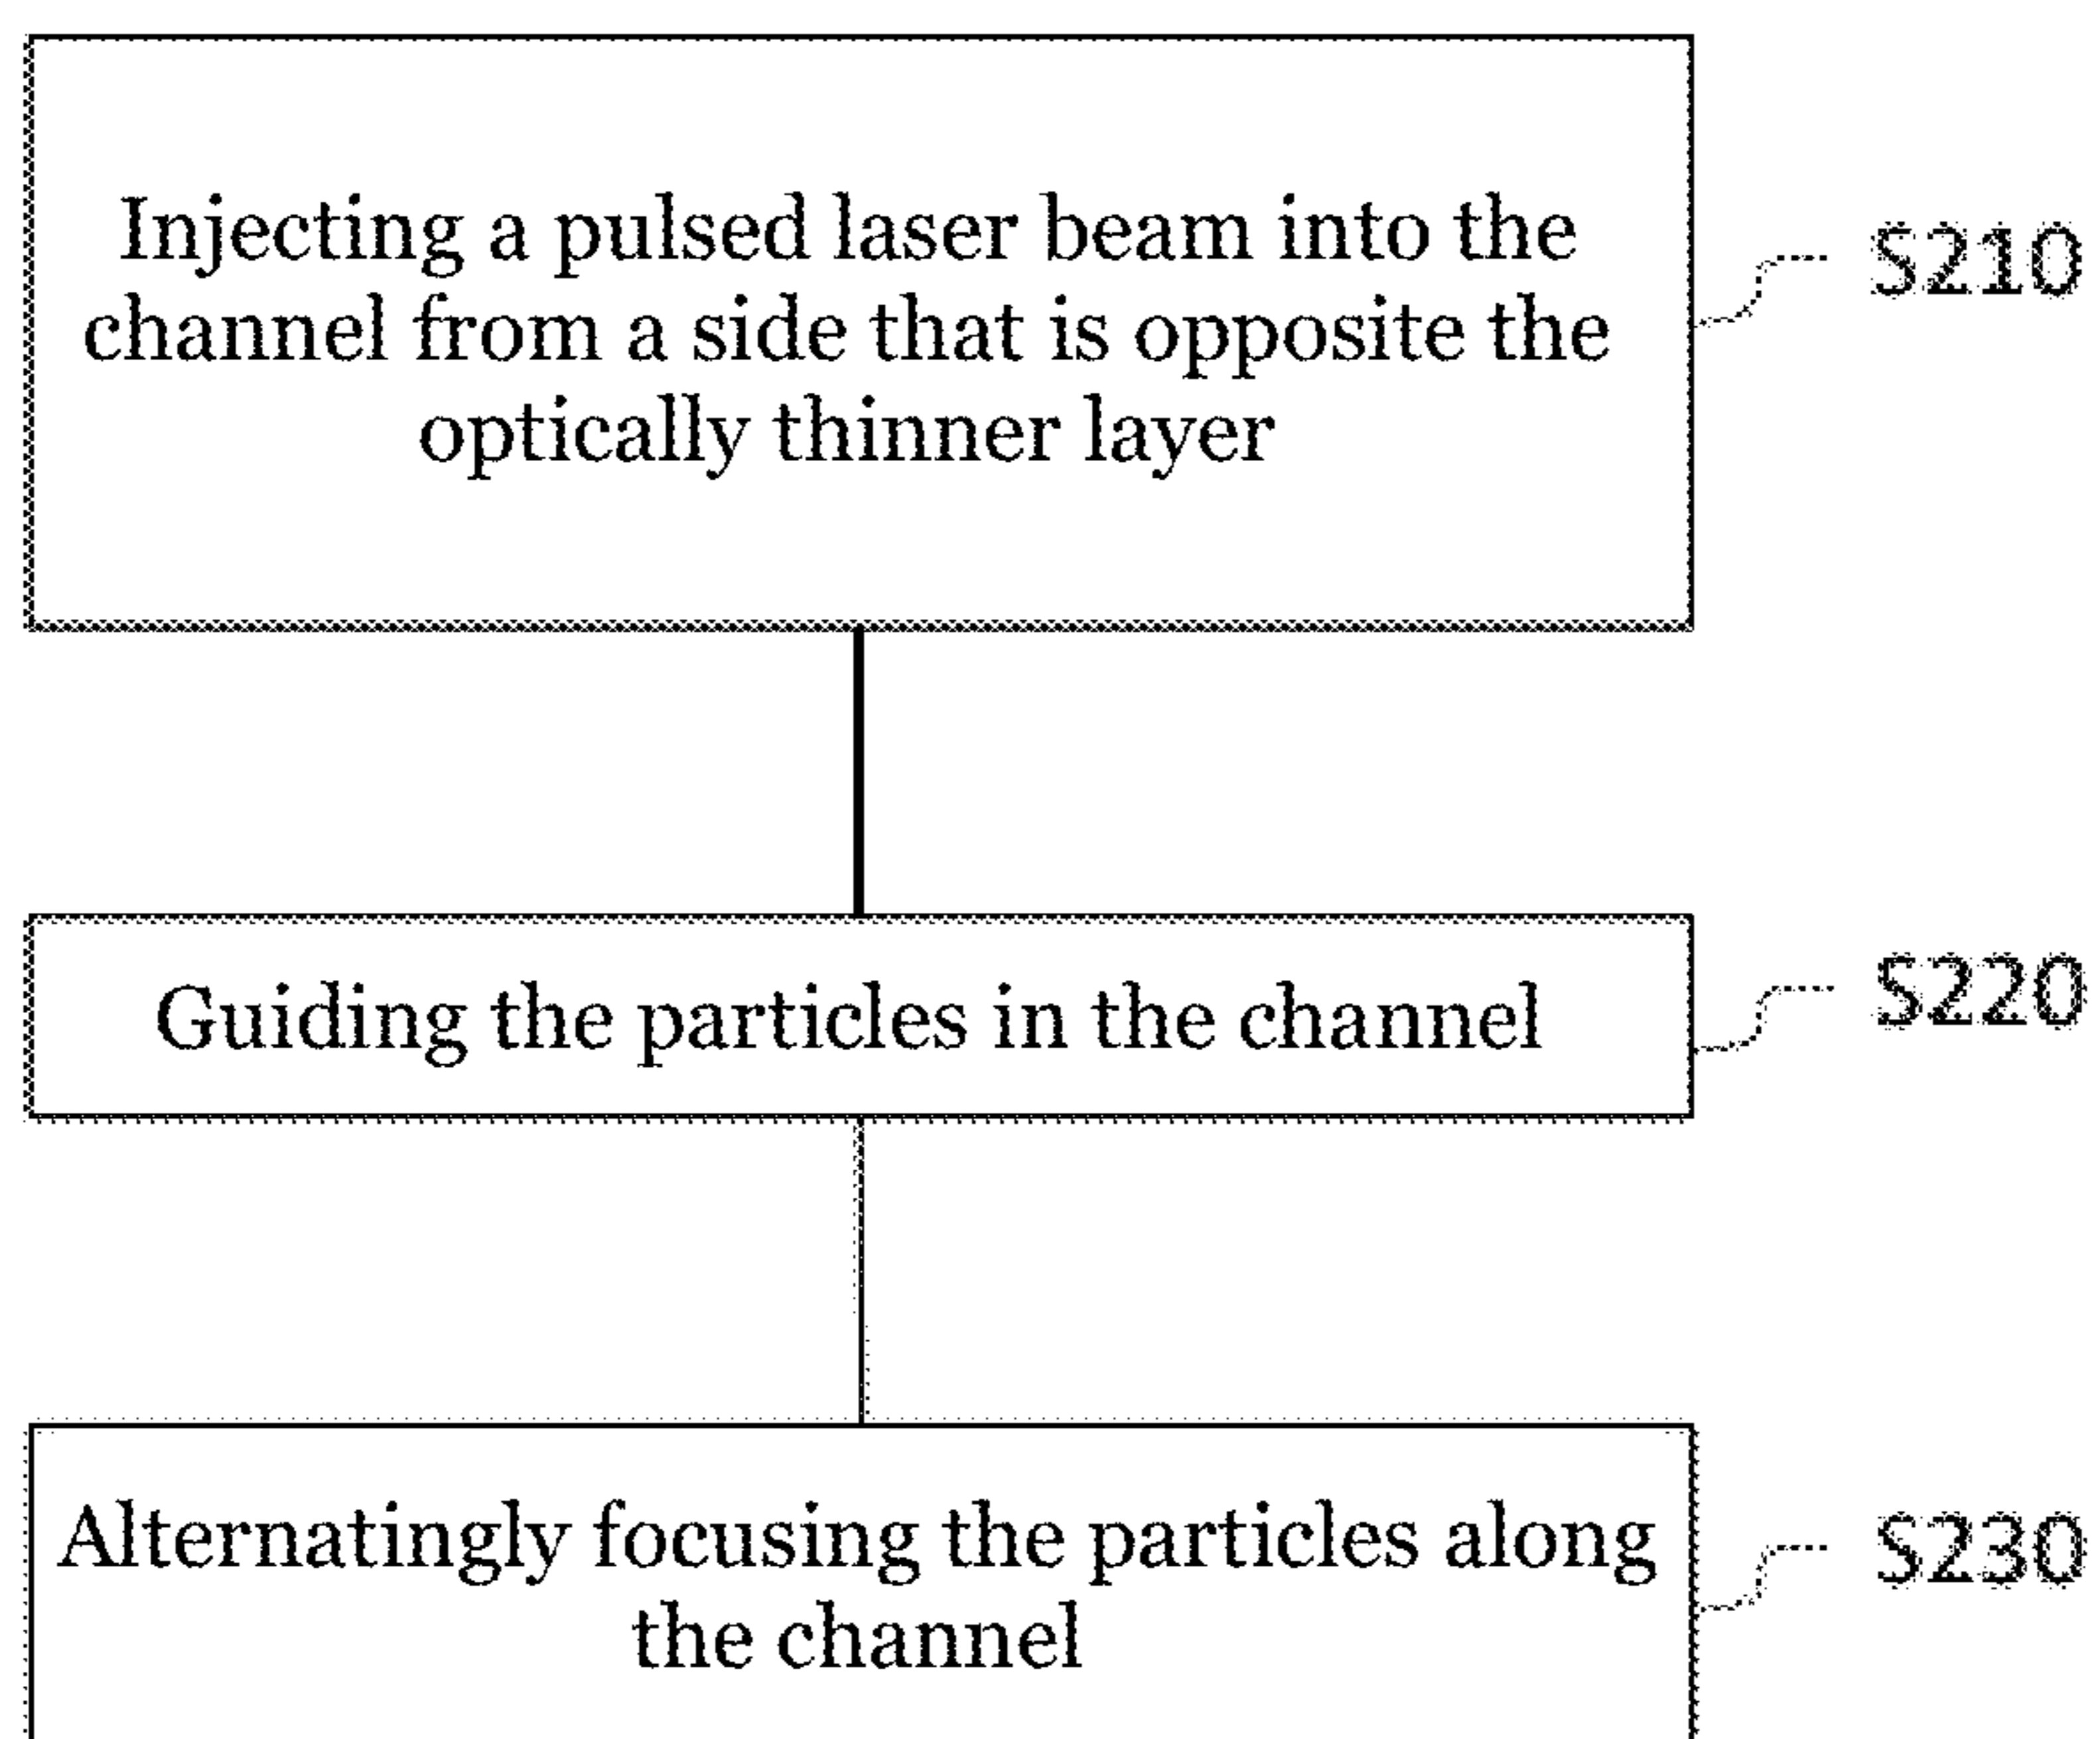 Injecting a pulsed laser beam into the
channel from a side that is opposite the
optically thinner layer
S210
Guiding the particles in the channel
S220
Alternatingly focusing the particles along
the channel
S230